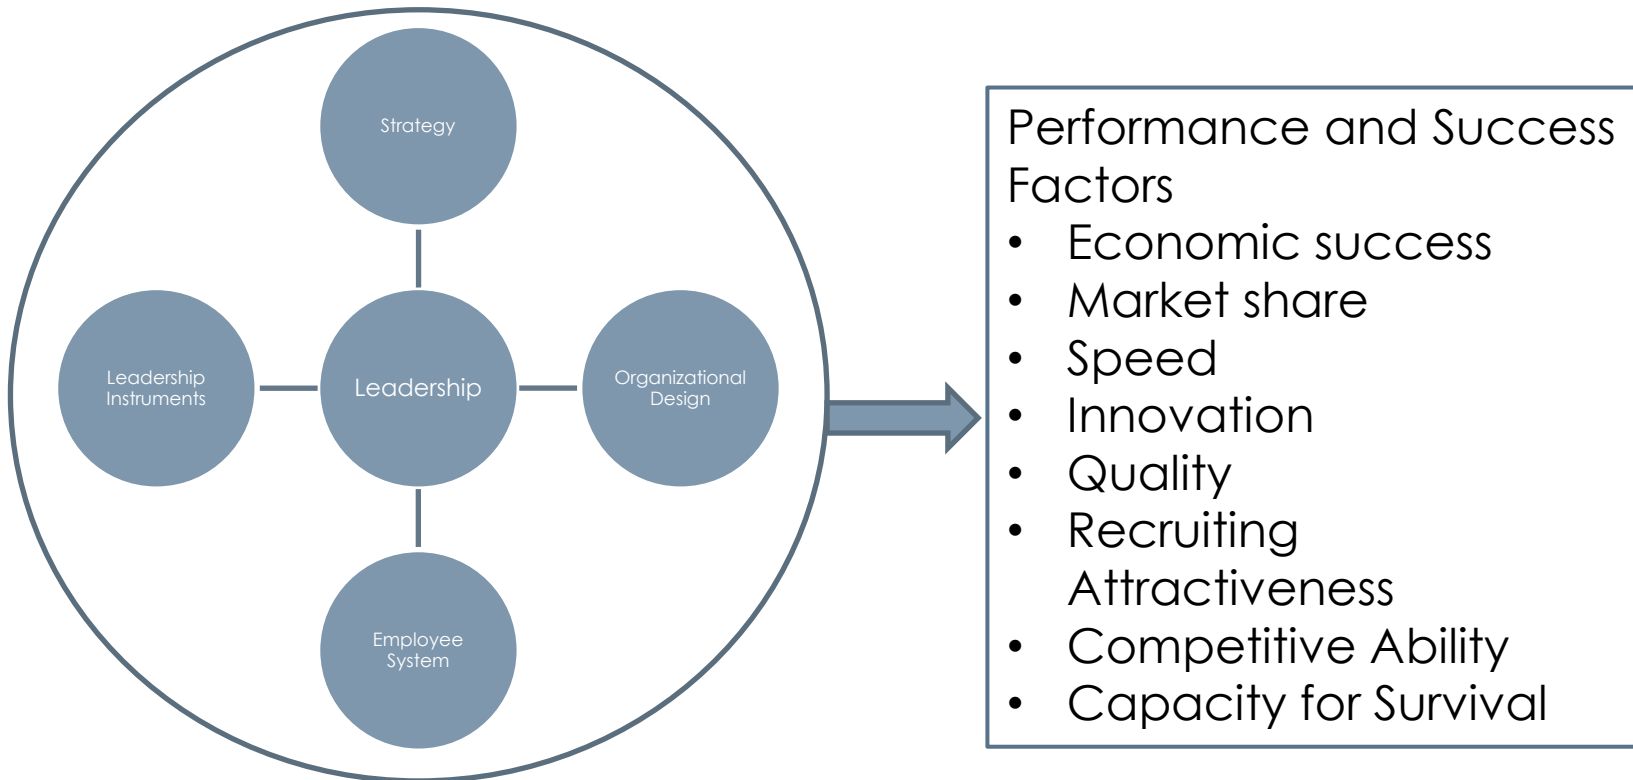 Strategy
Leadership
Instruments
Leadership
Organizational
Design
Employee
System
Performance and Success
Factors
• Economic success
• Market share
• Speed
• Innovation
• Quality
• Recruiting
Attractiveness
• Competitive Ability
• Capacity for Survival